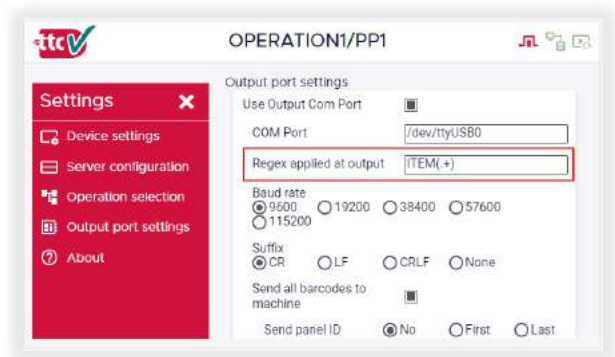 ttc
OPERATION1/PP1
Settings
Device settings
Server configuration
Operation selection
Output port settings
About
Output port settings
Use Output Com Port
COM Port /dev/ttyUSB0
Regex applied at output ITEM(.+)
Baud rate
9600 19200 38400 57600
115200
Suffix
CR LF CRLF None
Send all barcodes to
machine
Send panel ID No First Last